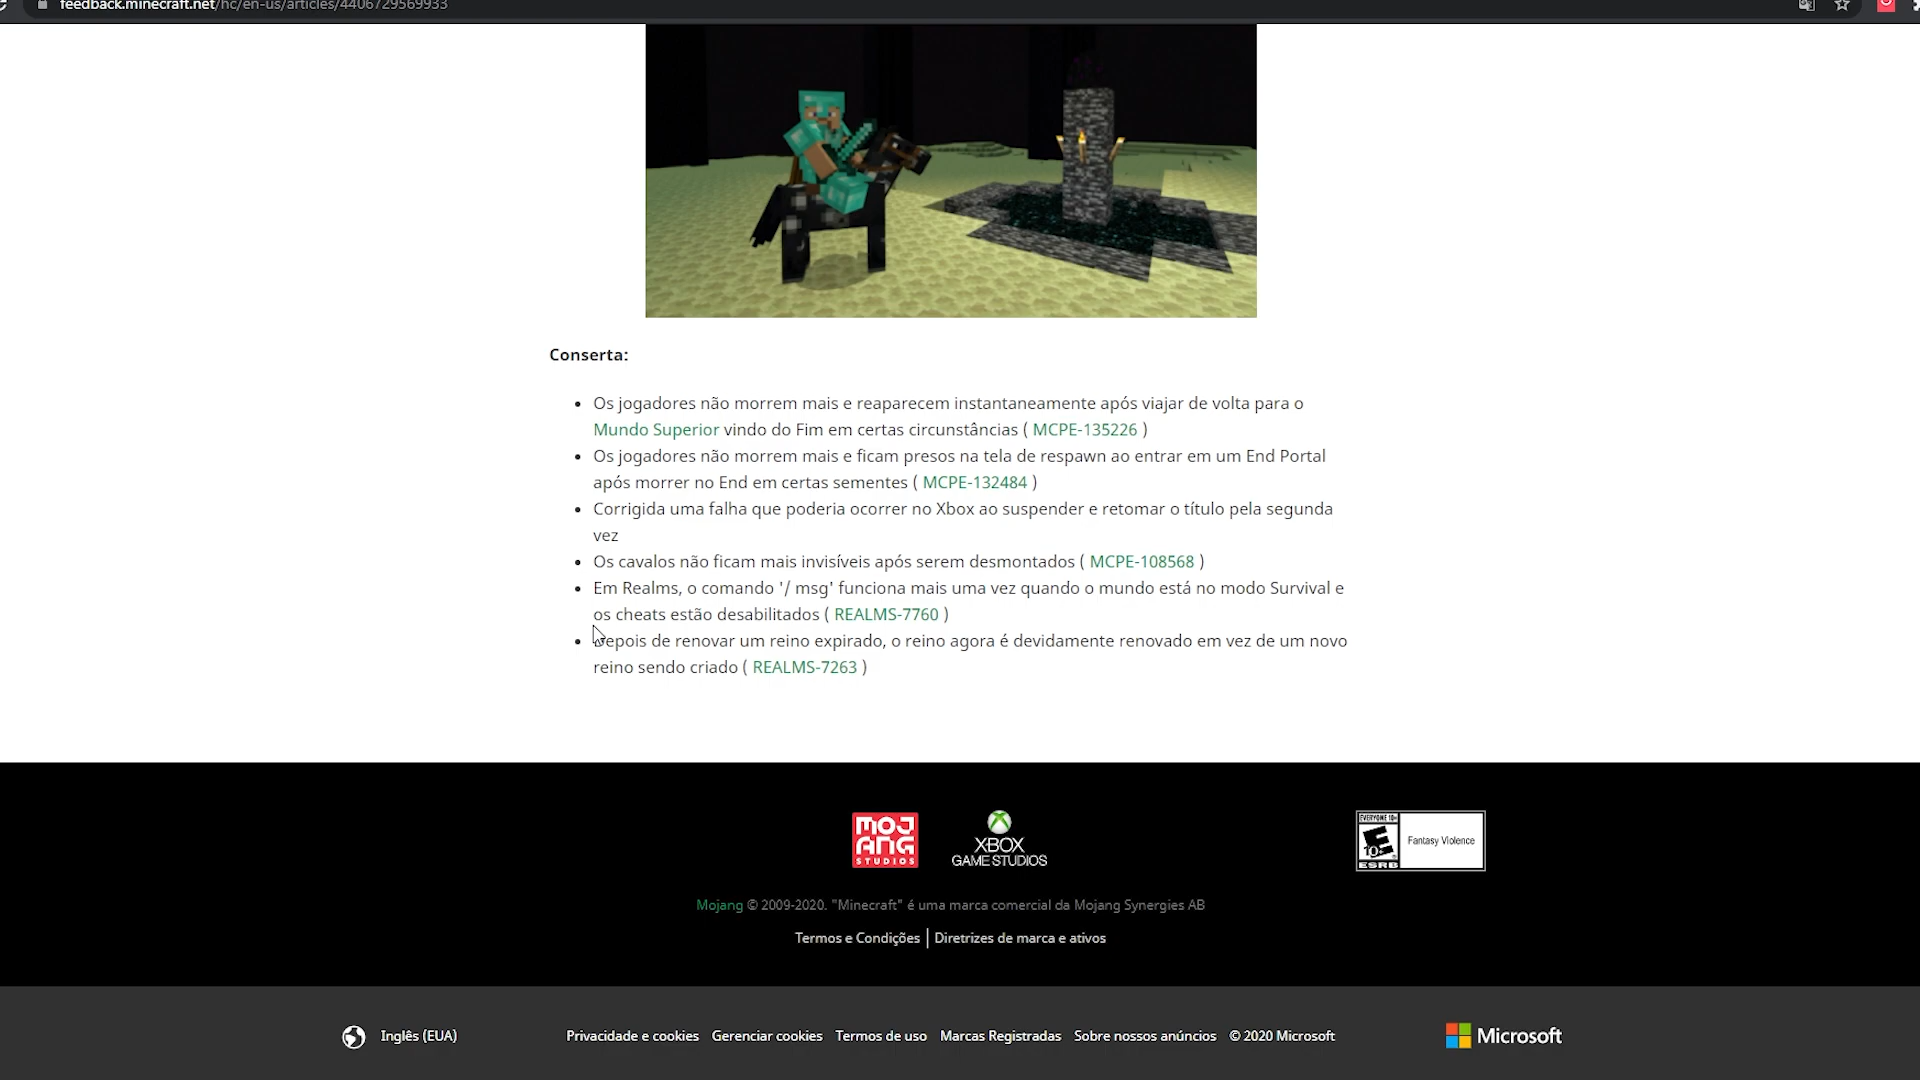 feedback.minecraft.net/hc/en-us/articles/4406729569933
Conserta:
Os jogadores não morrem mais e reaparecem instantaneamente após viajar de volta para o
Mundo Superior vindo do Fim em certas circunstâncias ( MCPE-135226 )
Os jogadores não morrem mais e ficam presos na tela de respawn ao entrar em um End Portal
após morrer no End em certas sementes ( MCPE-132484 )
Corrigida uma falha que poderia ocorrer no Xbox ao suspender e retomar o título pela segunda
vez
Os cavalos não ficam mais invisíveis após serem desmontados ( MCPE-108568 )
Em Realms, o comando '/ msg' funciona mais uma vez quando o mundo está no modo Survival e
os cheats estão desabilitados ( REALMS-7760 )
Depois de renovar um reino expirado, o reino agora é devidamente renovado em vez de um novo
reino sendo criado ( REALMS-7263 )
MOJANG STUDIOS
XBOX
GAME STUDIOS
EVERYONE 10+
E 10+
ESRB
Fantasy Violence
Mojang © 2009-2020. "Minecraft" é uma marca comercial da Mojang Synergies AB
Termos e Condições | Diretrizes de marca e ativos
Inglês (EUA) Privacidade e cookies Gerenciar cookies Termos de uso Marcas Registradas Sobre nossos anúncios © 2020 Microsoft Microsoft